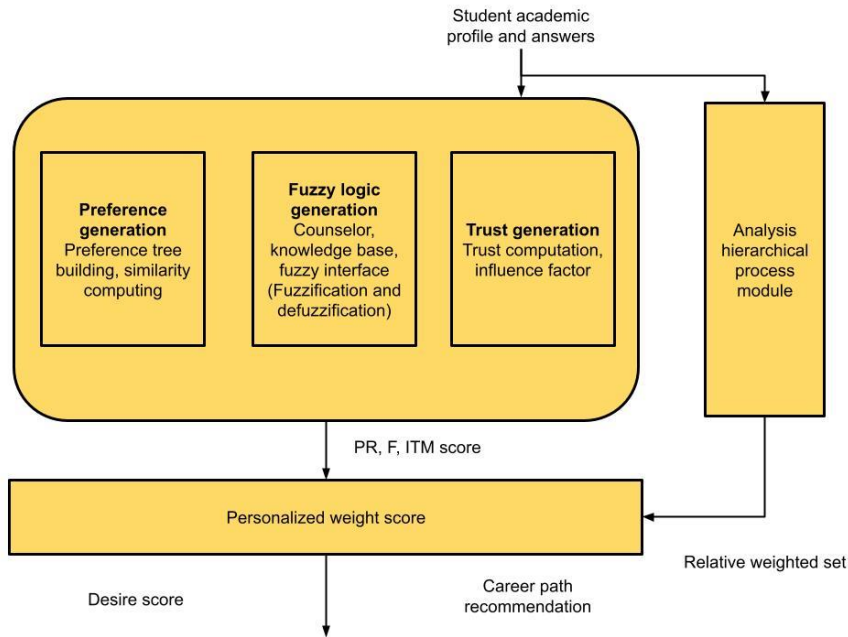 Student academic
profile and answers
Preference
generation
Preference tree
building, similarity
computing
Fuzzy logic
generation
Counselor,
knowledge base,
fuzzy interface
(Fuzzification and
defuzzification)
Trust generation
Trust computation,
influence factor
Analysis
hierarchical
process
module
PR, F, ITM score
Personalized weight score
Relative weighted set
Desire score
Career path
recommendation